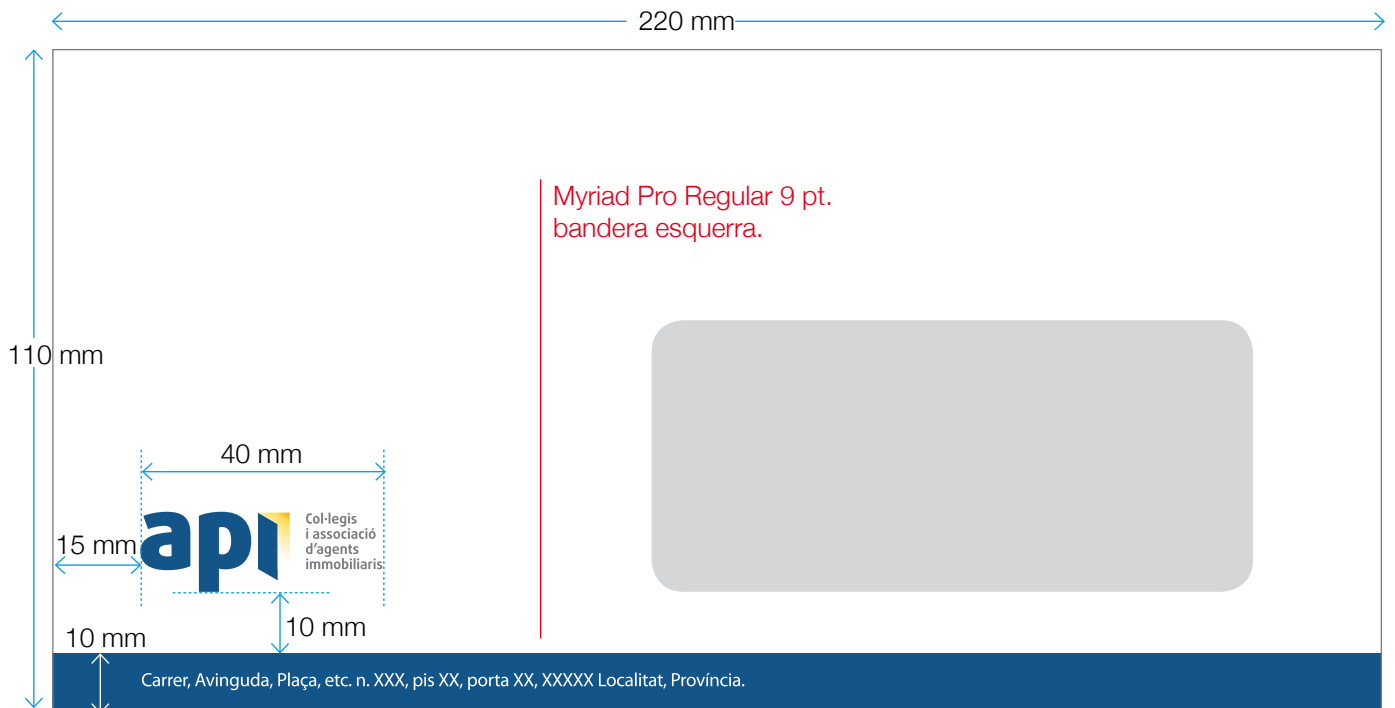 220 mm
Myriad Pro Regular 9 pt.
bandera esquerra.
110 mm
40 mm
api
Col·legis
i associació
d'agents
immobiliaris
15 mm
10 mm
10 mm
Carrer, Avinguda, Plaça, etc. n. XXX, pis XX, porta XX, XXXXX Localitat, Província.